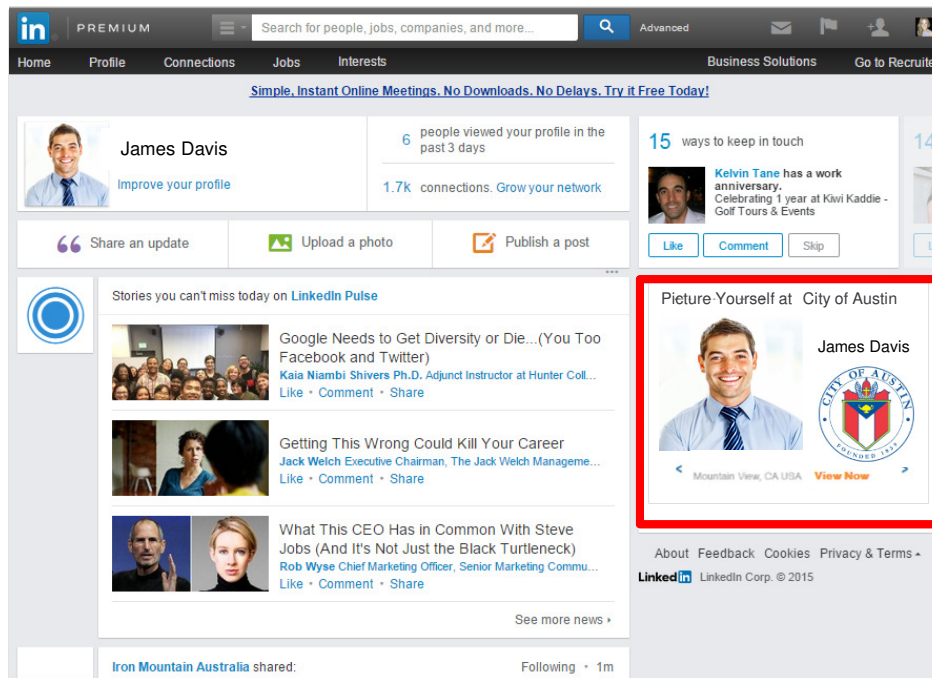 in PREMIUM
Search for people, jobs, companies, and more...
Advanced
Home Profile Connections Jobs Interests
Business Solutions Go to Recruite
Simple, Instant Online Meetings. No Downloads. No Delays. Try it Free Today!
James Davis
Improve your profile
6 people viewed your profile in the
past 3 days
1.7k connections. Grow your network
15 ways to keep in touch
Kelvin Tane has a work
anniversary.
Celebrating 1 year at Kiwi Kaddie -
Golf Tours & Events
Like Comment Skip
14
L
Share an update
Upload a photo
Publish a post
Stories you can't miss today on LinkedIn Pulse
Google Needs to Get Diversity or Die...(You Too
Facebook and Twitter)
Kaia Niambi Shivers Ph.D. Adjunct Instructor at Hunter Coll...
Like • Comment • Share
Getting This Wrong Could Kill Your Career
Jack Welch Executive Chairman, The Jack Welch Manageme...
Like • Comment • Share
What This CEO Has in Common With Steve
Jobs (And It's Not Just the Black Turtleneck)
Rob Wyse Chief Marketing Officer, Senior Marketing Commu...
Like • Comment • Share
See more news
Iron Mountain Australia shared:
Following • 1m
Picture Yourself at City of Austin
James Davis
CITY OF AUSTIN
FOUNDED 1839
Mountain View, CA USA View Now
About Feedback Cookies Privacy & Terms
Linked in LinkedIn Corp. © 2015